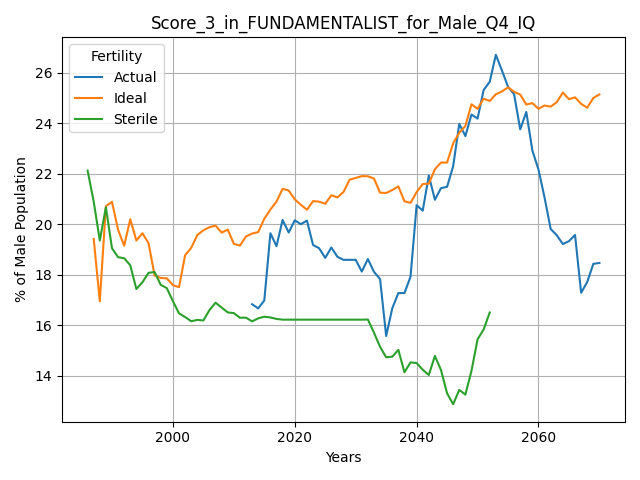 Score_3_in_FUNDAMENTALIST_for_Male_Q4_IQ
Fertility
Actual
Ideal
Sterile
% of Male Population
26
24
22
20
18
16
14
2000
2020
2040
2060
Years